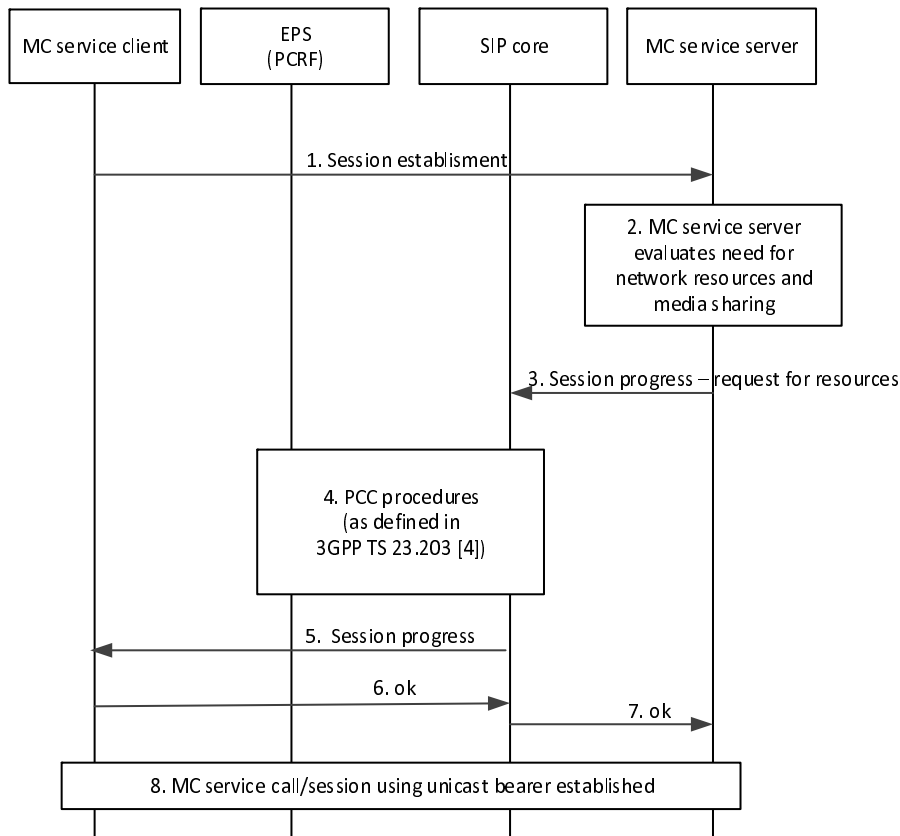 MC service client
EPS
(PCRF)
SIP core
MC service server
1. Session establisment
2. MC service server
evaluates need for
network resources and
media sharing
3. Session progress – request for resources
4. PCC procedures
(as defined in
3GPP TS 23.203 [4])
5. Session progress
6. ok
7. ok
8. MC service call/session using unicast bearer established